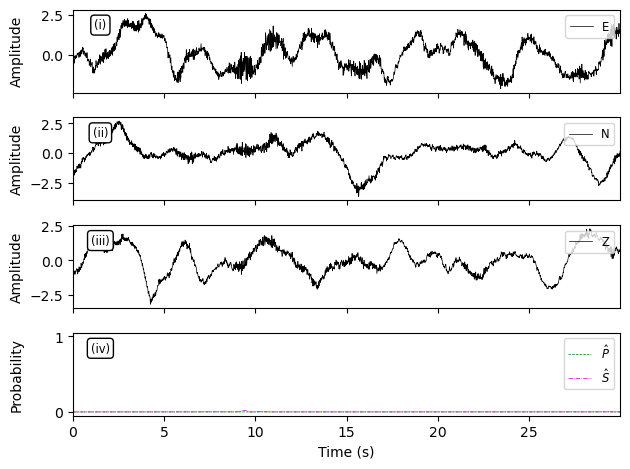 2.5
0.0
Amplitude
(i)
E
2.5
0.0
−2.5
Amplitude
(ii)
N
2.5
0.0
−2.5
Amplitude
(iii)
Z
1
0
Probability
(iv)
P̂
Ŝ
0 5 10 15 20 25
Time (s)